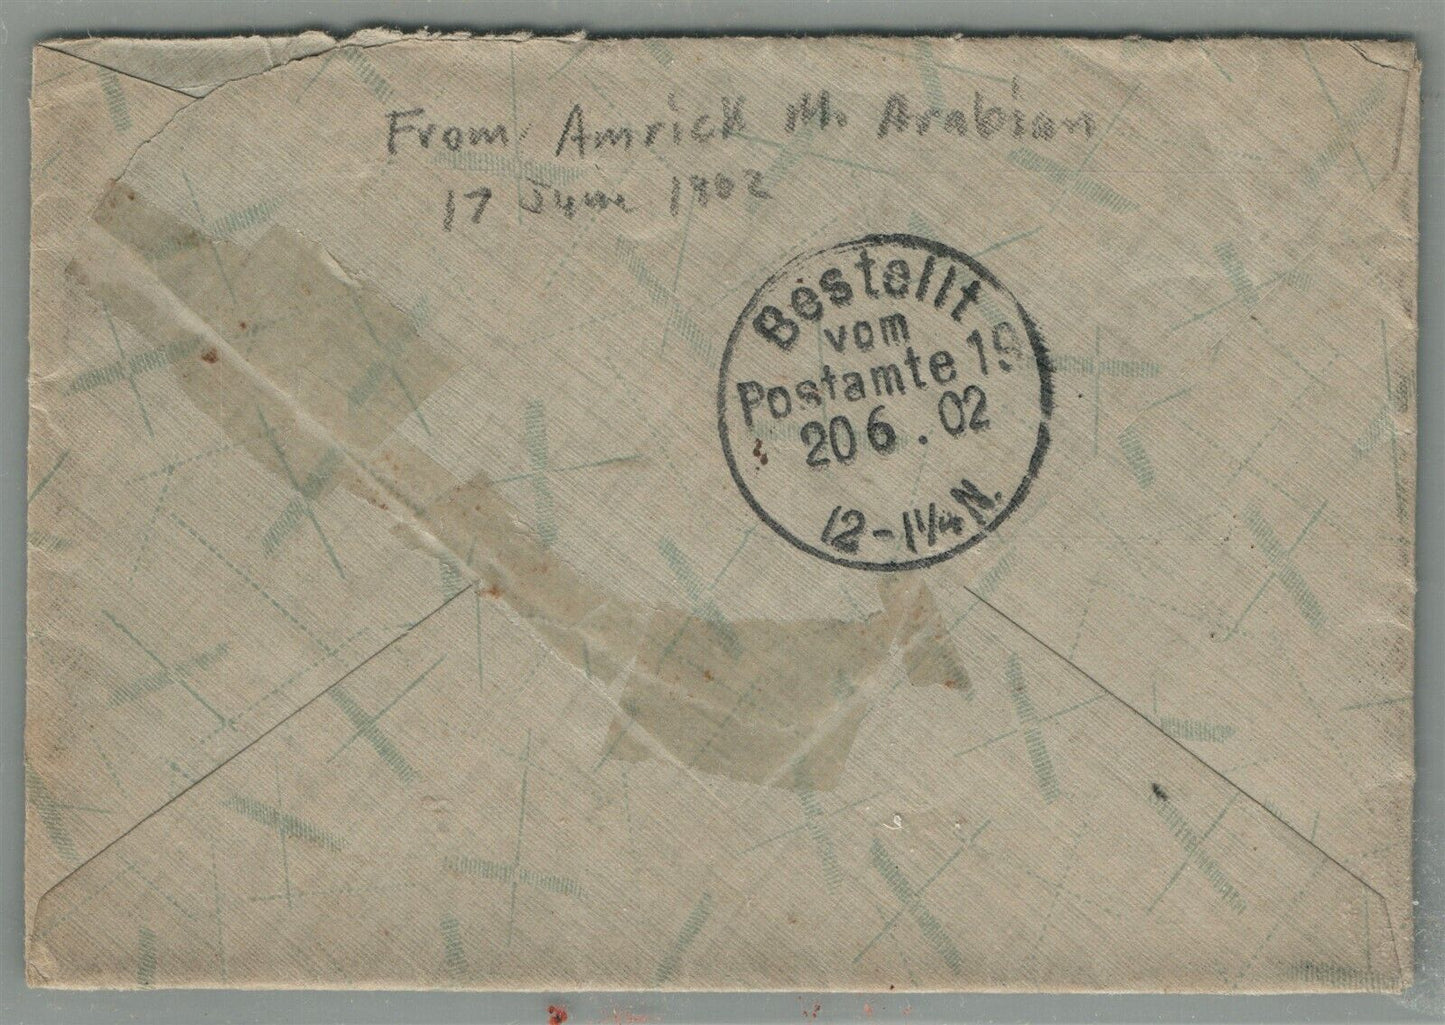 From Amrick M. Arabian
17 June 1902
Bestellt
vom
Postamte 19
20 6 . 02
12-1¼N.